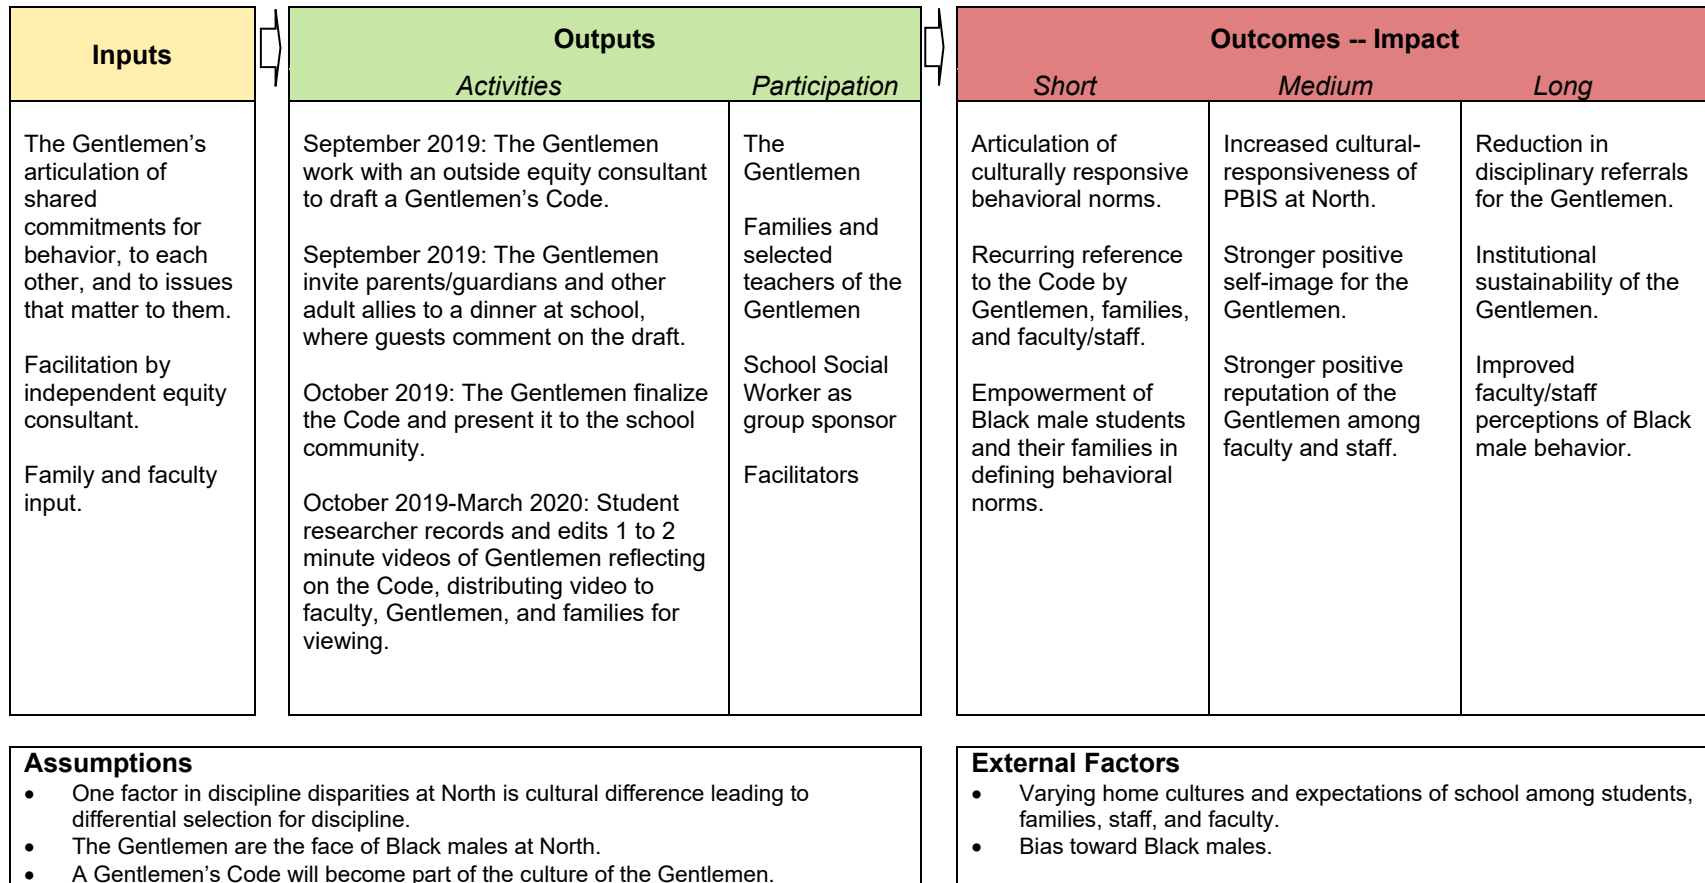 Inputs
The Gentlemen's
articulation of
shared
commitments for
behavior, to each
other, and to issues
that matter to them.
Facilitation by
independent equity
consultant.
Family and faculty
input.
Outputs
Activities
September 2019: The Gentlemen
work with an outside equity consultant
to draft a Gentlemen's Code.
September 2019: The Gentlemen
invite parents/guardians and other
adult allies to a dinner at school,
where guests comment on the draft.
October 2019: The Gentlemen finalize
the Code and present it to the school
community.
October 2019-March 2020: Student
researcher records and edits 1 to 2
minute videos of Gentlemen reflecting
on the Code, distributing video to
faculty, Gentlemen, and families for
viewing.
Participation
The
Gentlemen
Families and
selected
teachers of the
Gentlemen
School Social
Worker as
group sponsor
Facilitators
Outcomes -- Impact
Short
Articulation of
culturally responsive
behavioral norms.
Recurring reference
to the Code by
Gentlemen, families,
and faculty/staff.
Empowerment of
Black male students
and their families in
defining behavioral
norms.
Medium
Increased cultural-
responsiveness of
PBIS at North.
Stronger positive
self-image for the
Gentlemen.
Stronger positive
reputation of the
Gentlemen among
faculty and staff.
Long
Reduction in
disciplinary referrals
for the Gentlemen.
Institutional
sustainability of the
Gentlemen.
Improved
faculty/staff
perceptions of Black
male behavior.
Assumptions
• One factor in discipline disparities at North is cultural difference leading to
differential selection for discipline.
• The Gentlemen are the face of Black males at North.
• A Gentlemen's Code will become part of the culture of the Gentlemen.
External Factors
• Varying home cultures and expectations of school among students,
families, staff, and faculty.
• Bias toward Black males.